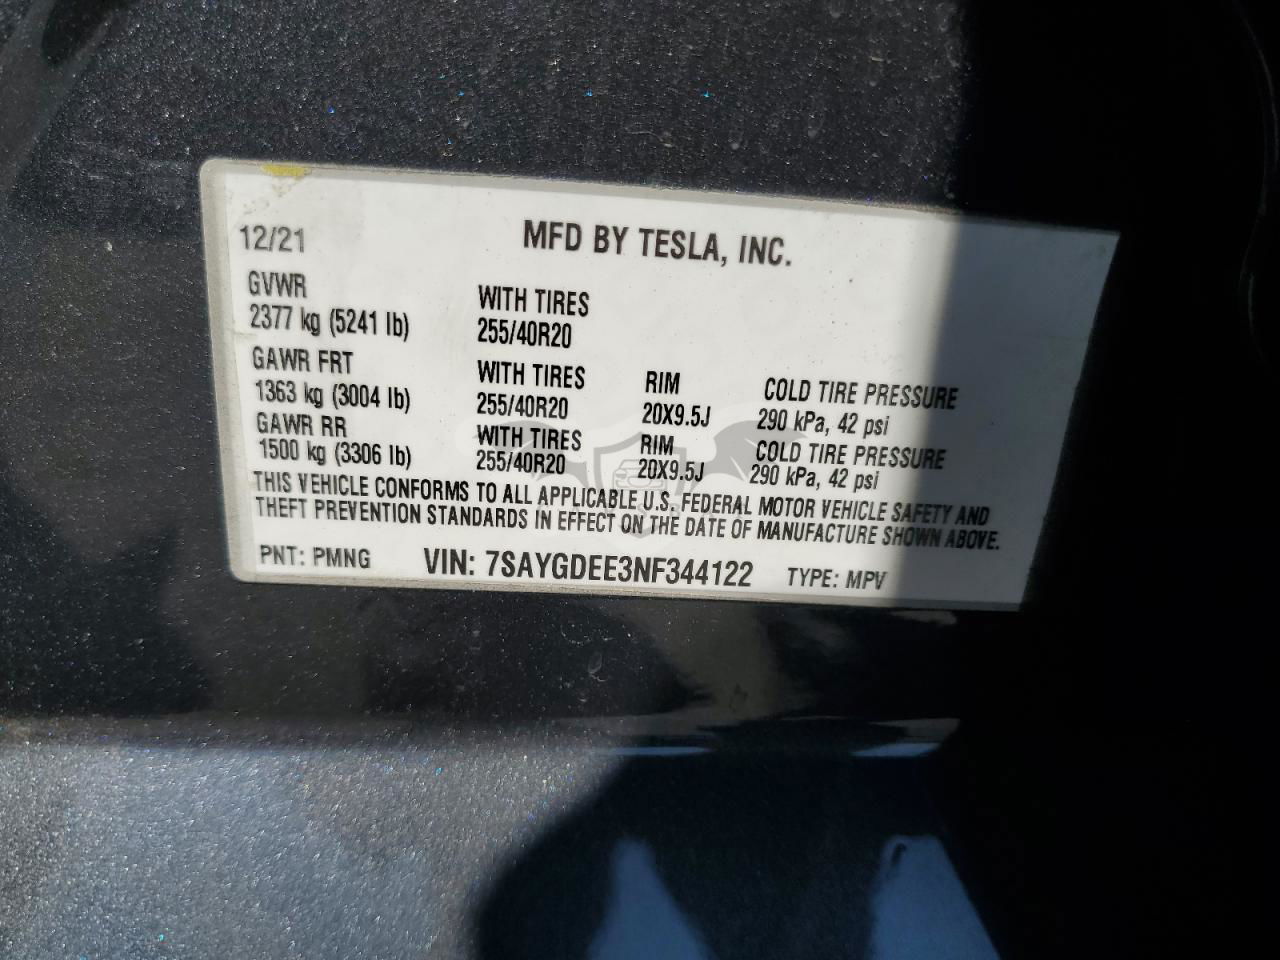 12/21 MFD BY TESLA, INC.
GVWR WITH TIRES
2377 kg (5241 lb) 255/40R20
GAWR FRT WITH TIRES RIM COLD TIRE PRESSURE
1363 kg (3004 lb) 255/40R20 20X9.5J 290 kPa, 42 psi
GAWR RR WITH TIRES RIM COLD TIRE PRESSURE
1500 kg (3306 lb) 255/40R20 20X9.5J 290 kPa, 42 psi
THIS VEHICLE CONFORMS TO ALL APPLICABLE U.S. FEDERAL MOTOR VEHICLE SAFETY AND
THEFT PREVENTION STANDARDS IN EFFECT ON THE DATE OF MANUFACTURE SHOWN ABOVE.
PNT: PMNG VIN: 7SAYGDEE3NF344122 TYPE: MPV